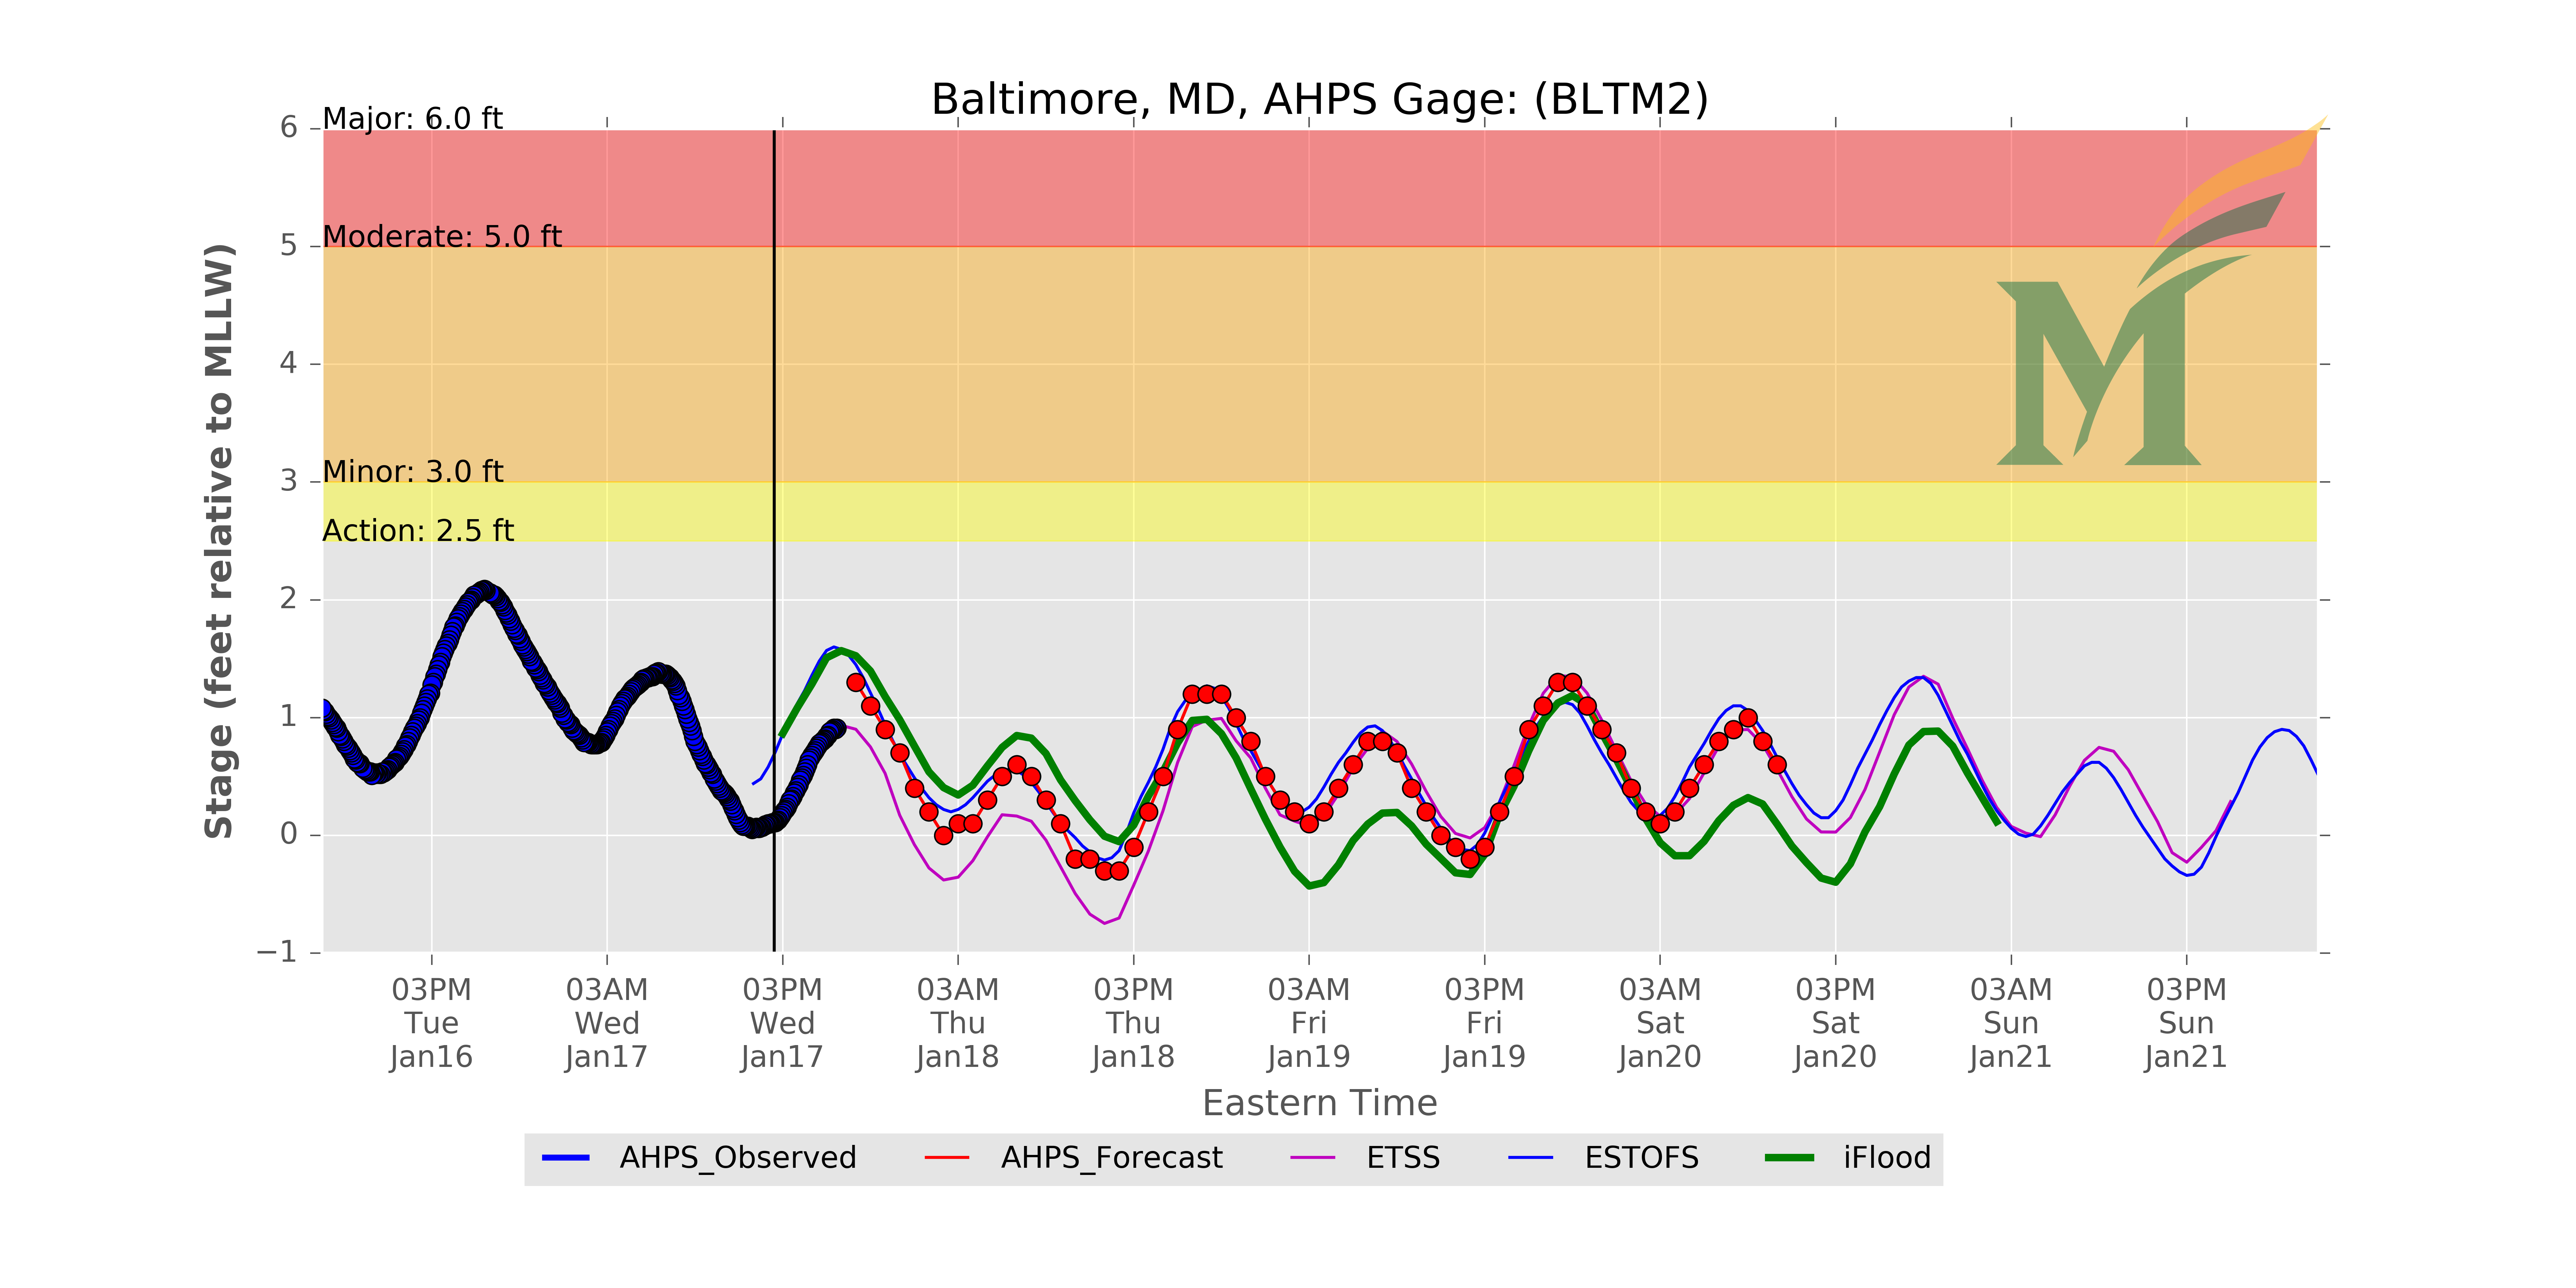 Baltimore, MD, AHPS Gage: (BLTM2)
Major: 6.0 ft
Moderate: 5.0 ft
Minor: 3.0 ft
Action: 2.5 ft
6
5
4
3
2
1
0
−1
Stage (feet relative to MLLW)
03PM 03AM 03PM 03AM 03PM 03AM 03PM 03AM 03PM 03AM 03PM
Tue Wed Wed Thu Thu Fri Fri Sat Sat Sun Sun
Jan16 Jan17 Jan17 Jan18 Jan18 Jan19 Jan19 Jan20 Jan20 Jan21 Jan21
Eastern Time
AHPS_Observed AHPS_Forecast ETSS ESTOFS iFlood
M